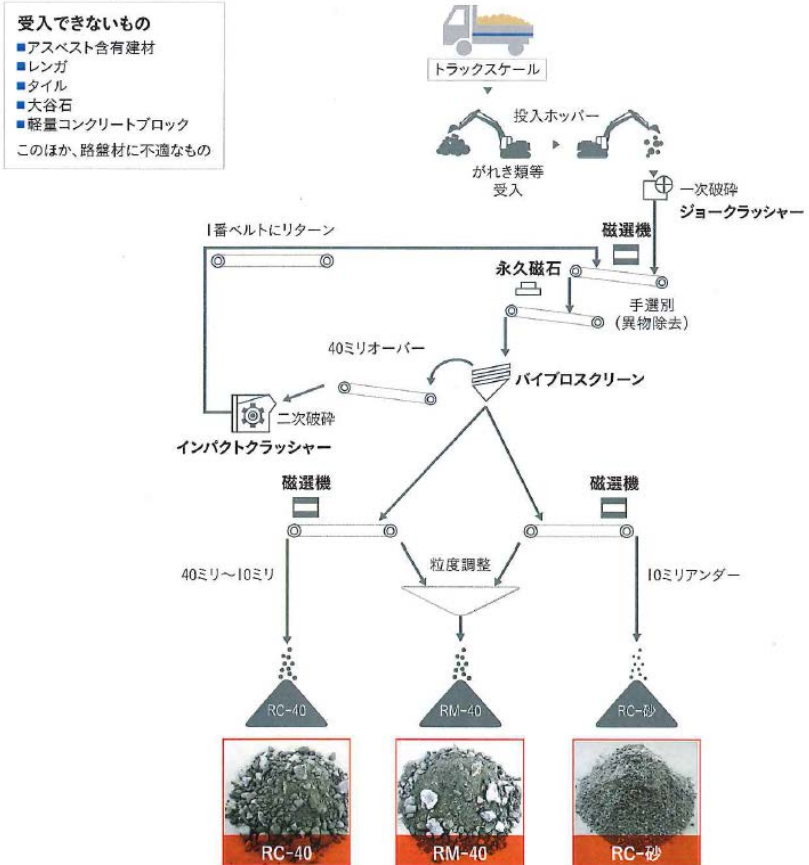 受入できないもの
■アスベスト含有建材
■レンガ
■タイル
■大谷石
■軽量コンクリートブロック
このほか、路盤材に不適なもの
トラックスケール
投入ホッパー
がれき類等
受入
一次破砕
ジョークラッシャー
1番ベルトにリターン
磁選機
永久磁石
手選別
(異物除去)
40ミリオーバー
バイブロスクリーン
二次破砕
インパクトクラッシャー
磁選機
磁選機
40ミリ～10ミリ
粒度調整
10ミリアンダー
RC-40
RM-40
RC-砂
RC-40
RM-40
RC-砂